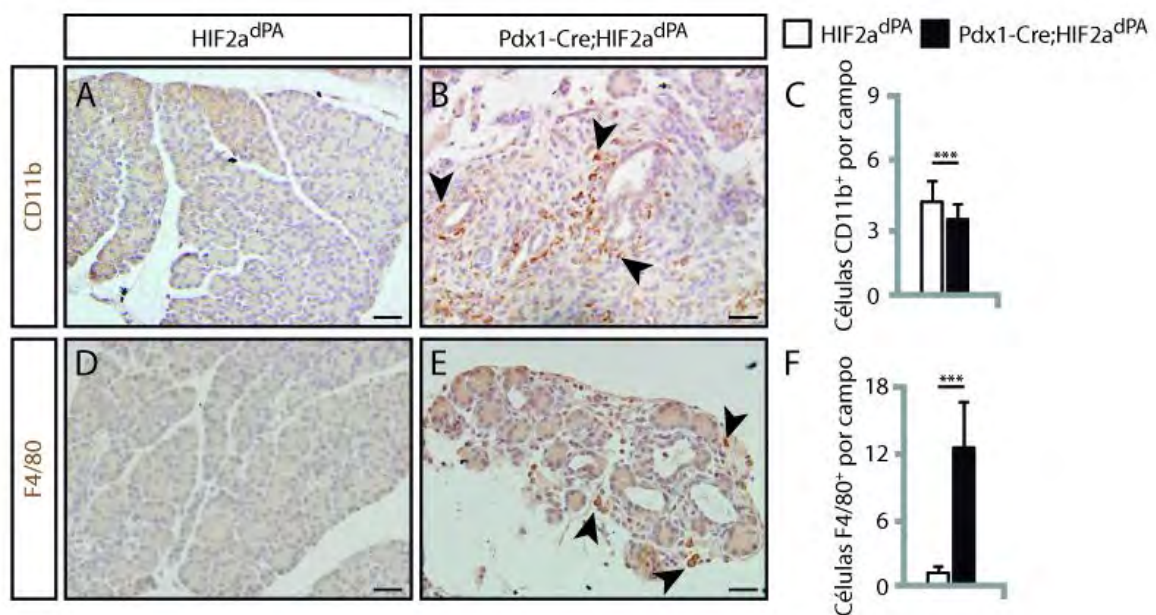 HIF2a^dPA
Pdx1-Cre;HIF2a^dPA
HIF2a^dPA
Pdx1-Cre;HIF2a^dPA
CD11b
A
B
C
Células CD11b⁺ por campo
9
6
3
0
***
F4/80
D
E
F
Células F4/80⁺ por campo
18
12
6
0
***